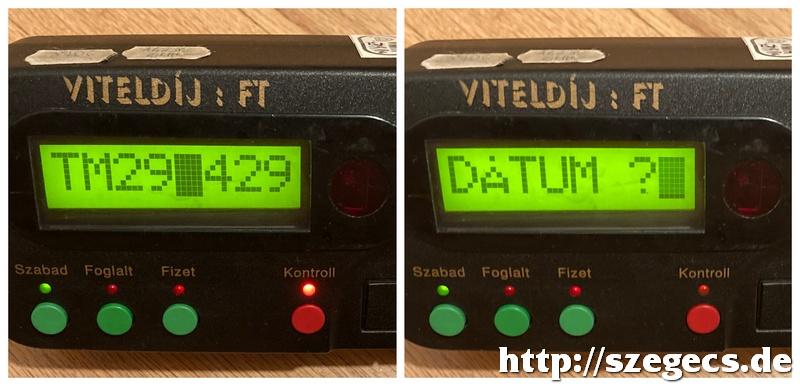 VITELDÍJ : FT
TM29 429
Szabad Foglalt Fizet Kontroll
VITELDÍJ : FT
DáTUM ?
Szabad Foglalt Fizet Kontroll
http://szegecs.de